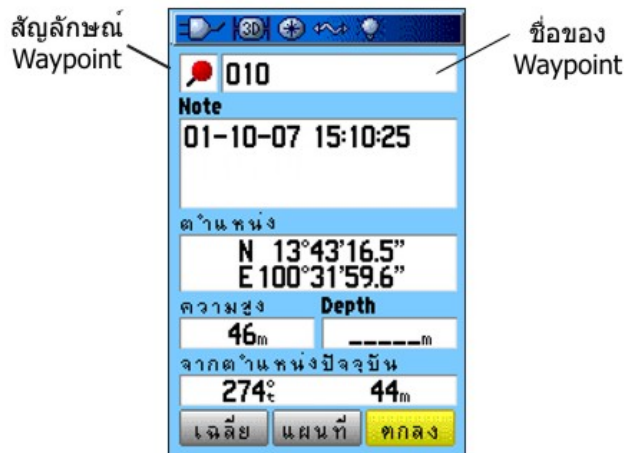 สัญลักษณ์
Waypoint
ชื่อของ
Waypoint
3D
010
Note
01-10-07 15:10:25
ตำแหน่ง
N 13°43'16.5"
E 100°31'59.6"
ความสูง Depth
46m _____m
จากตำแหน่งปัจจุบัน
274°t 44m
เฉลี่ย แผนที่ ตกลง